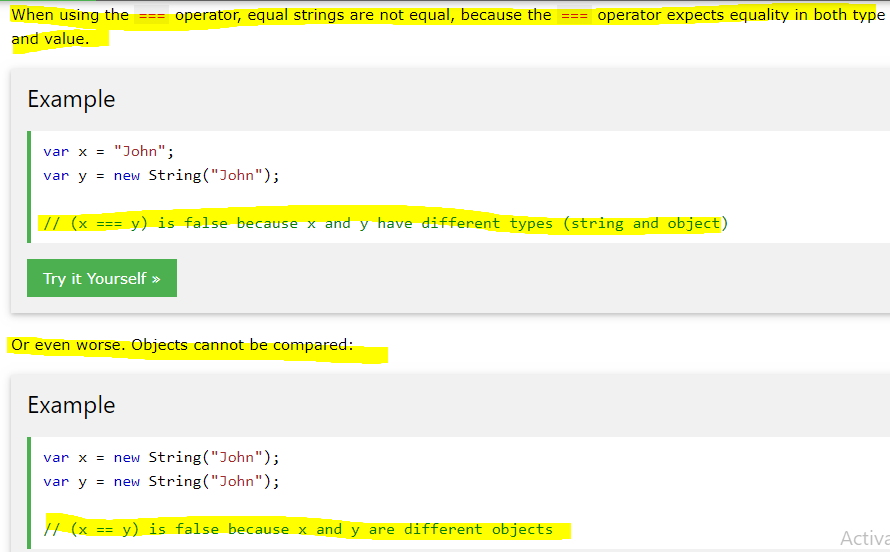 When using the === operator, equal strings are not equal, because the === operator expects equality in both type
and value.
Example
var x = "John";
var y = new String("John");
// (x === y) is false because x and y have different types (string and object)
Try it Yourself »
Or even worse. Objects cannot be compared:
Example
var x = new String("John");
var y = new String("John");
// (x == y) is false because x and y are different objects
Activa